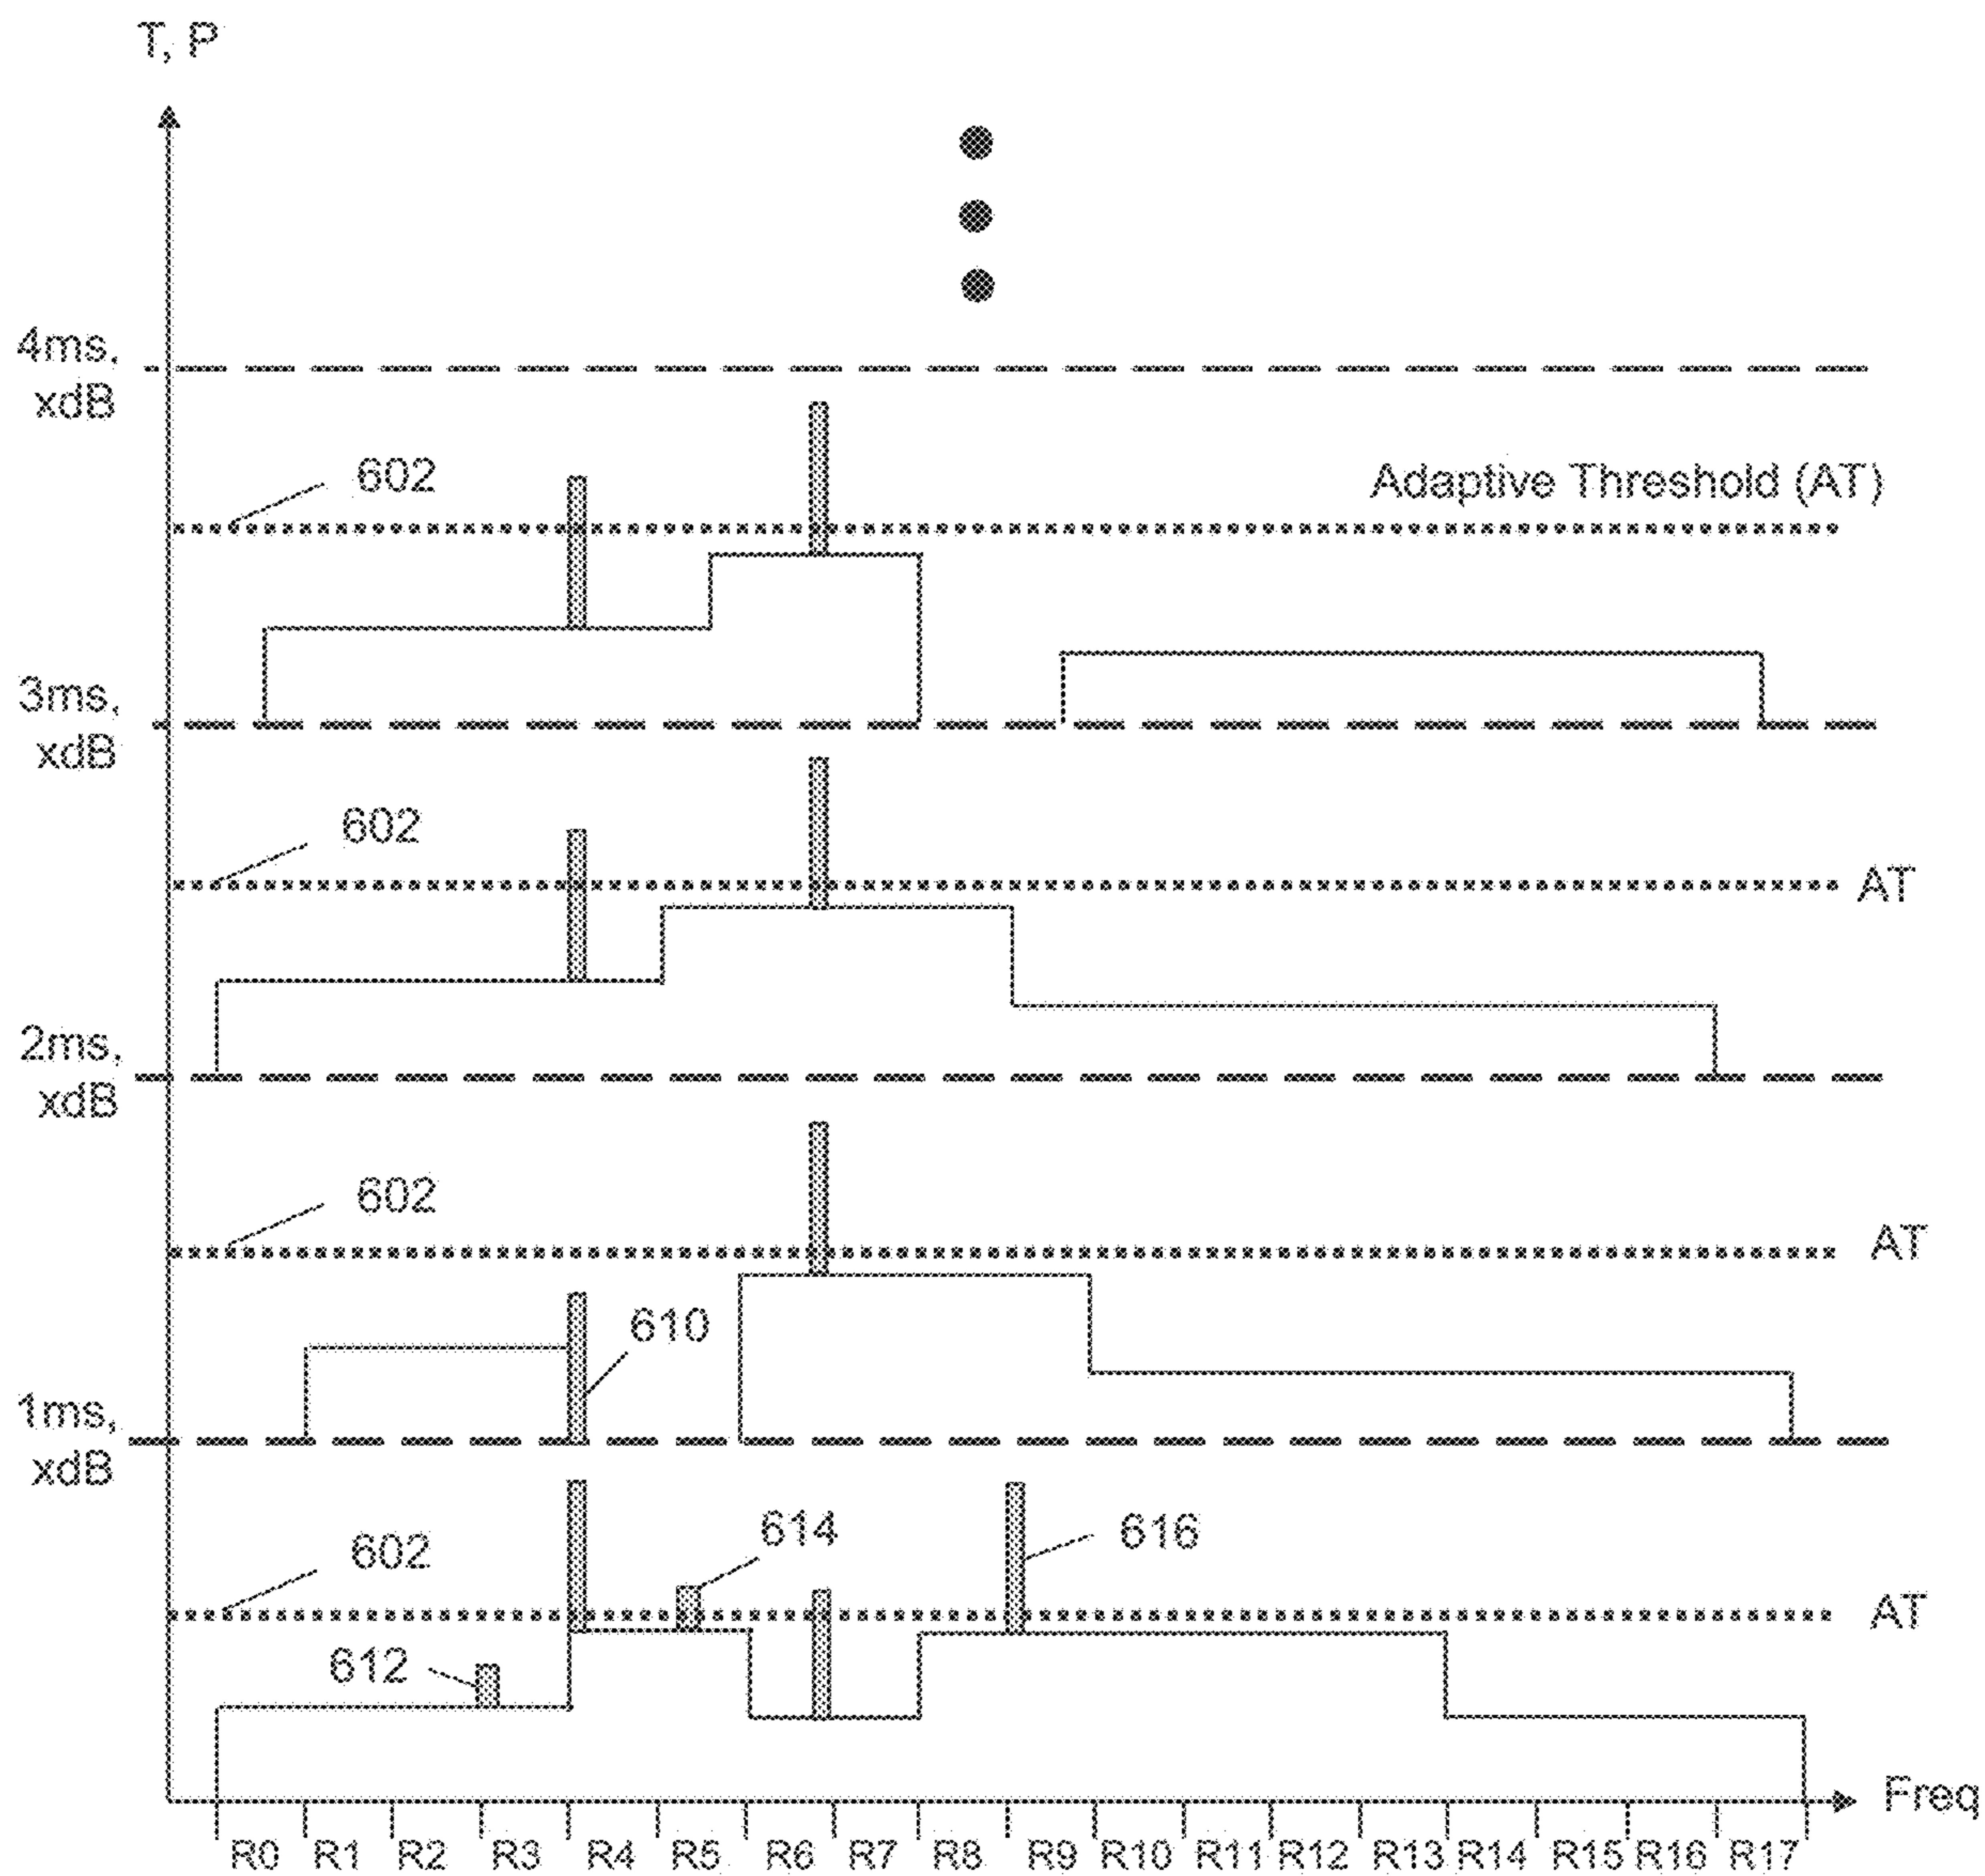 T, P
4ms,
xdB
602
Adaptive Threshold (AT)
3ms,
xdB
602
AT
2ms,
xdB
602
AT
610
1ms,
xdB
602
614
616
AT
612
Freq
R0 R1 R2 R3 R4 R5 R6 R7 R8 R9 R10 R11 R12 R13 R14 R15 R16 R17